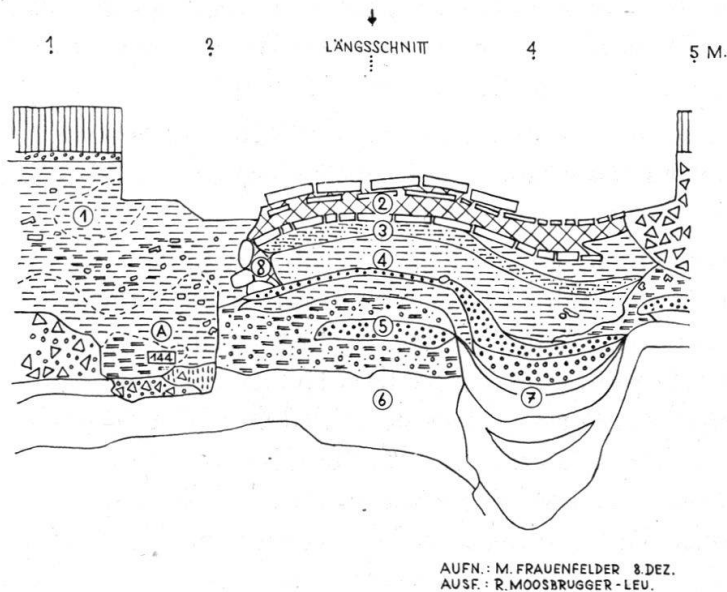 1 2 LÄNGSSCHNITT 4 5 M.
1
2
3
8
4
A
5
144
6
7
AUFN.: M. FRAUENFELDER 8.DEZ.
AUSF.: R. MOOSBRUGGER-LEU.